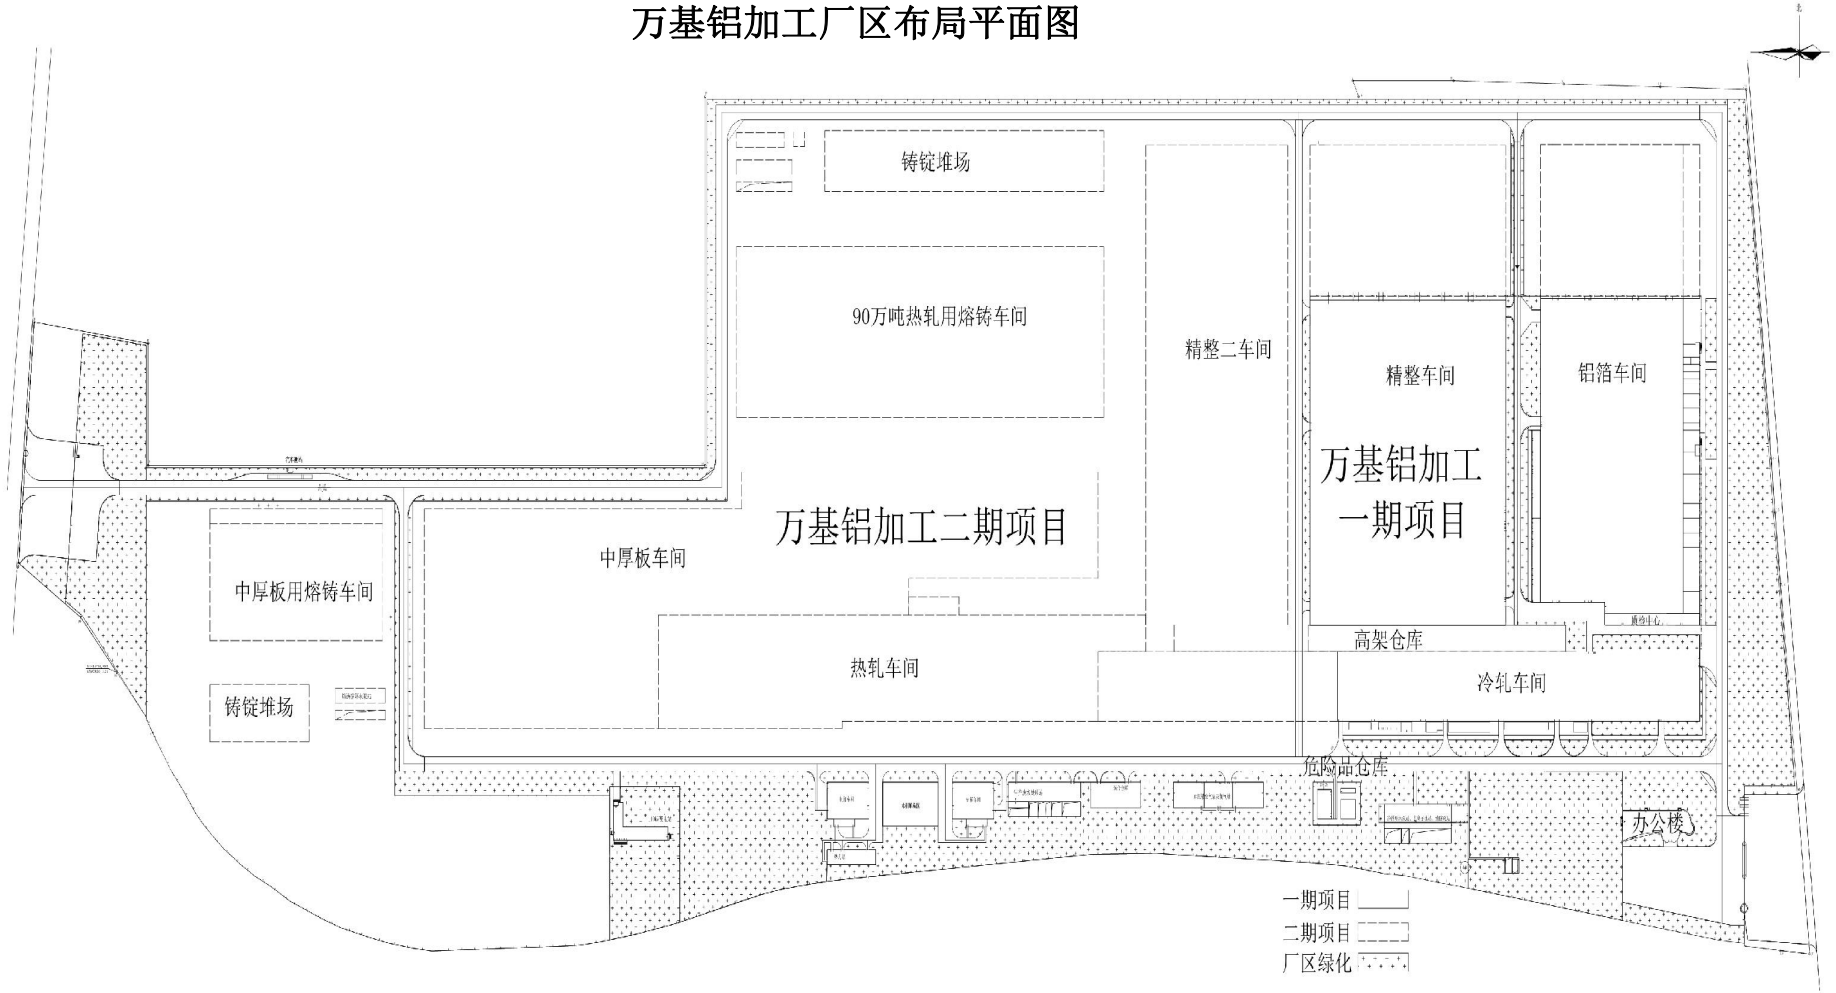 万基铝加工厂区布局平面图
北
铸锭堆场
90万吨热轧用熔铸车间
精整二车间
精整车间
铝箔车间
万基铝加工
一期项目
万基铝加工二期项目
中厚板车间
中厚板用熔铸车间
质检中心
高架仓库
热轧车间
冷轧车间
铸锭堆场
危险品仓库
办公楼
一期项目
二期项目
厂区绿化